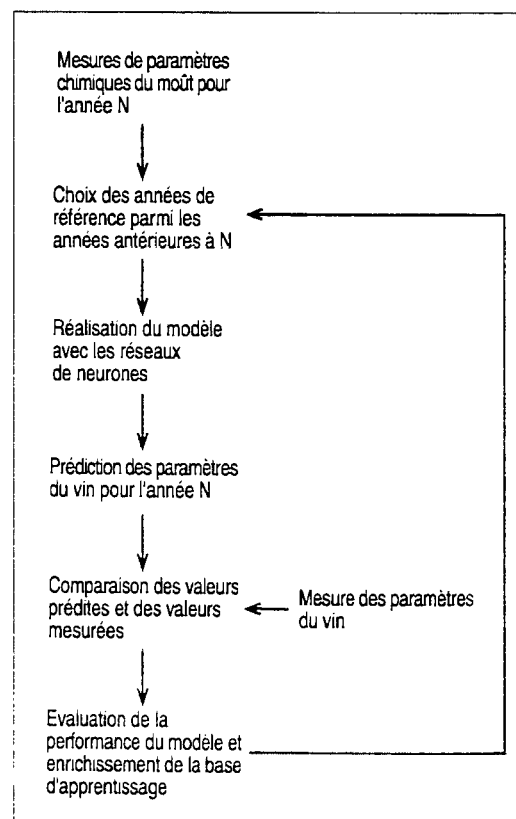 Mesures de paramètres
chimiques du moût pour
l'année N
Choix des années de
référence parmi les
années antérieures à N
Réalisation du modèle
avec les réseaux
de neurones
Prédiction des paramètres
du vin pour l'année N
Comparaison des valeurs
prédites et des valeurs
mesurées
Mesure des paramètres
du vin
Evaluation de la
performance du modèle et
enrichissement de la base
d'apprentissage